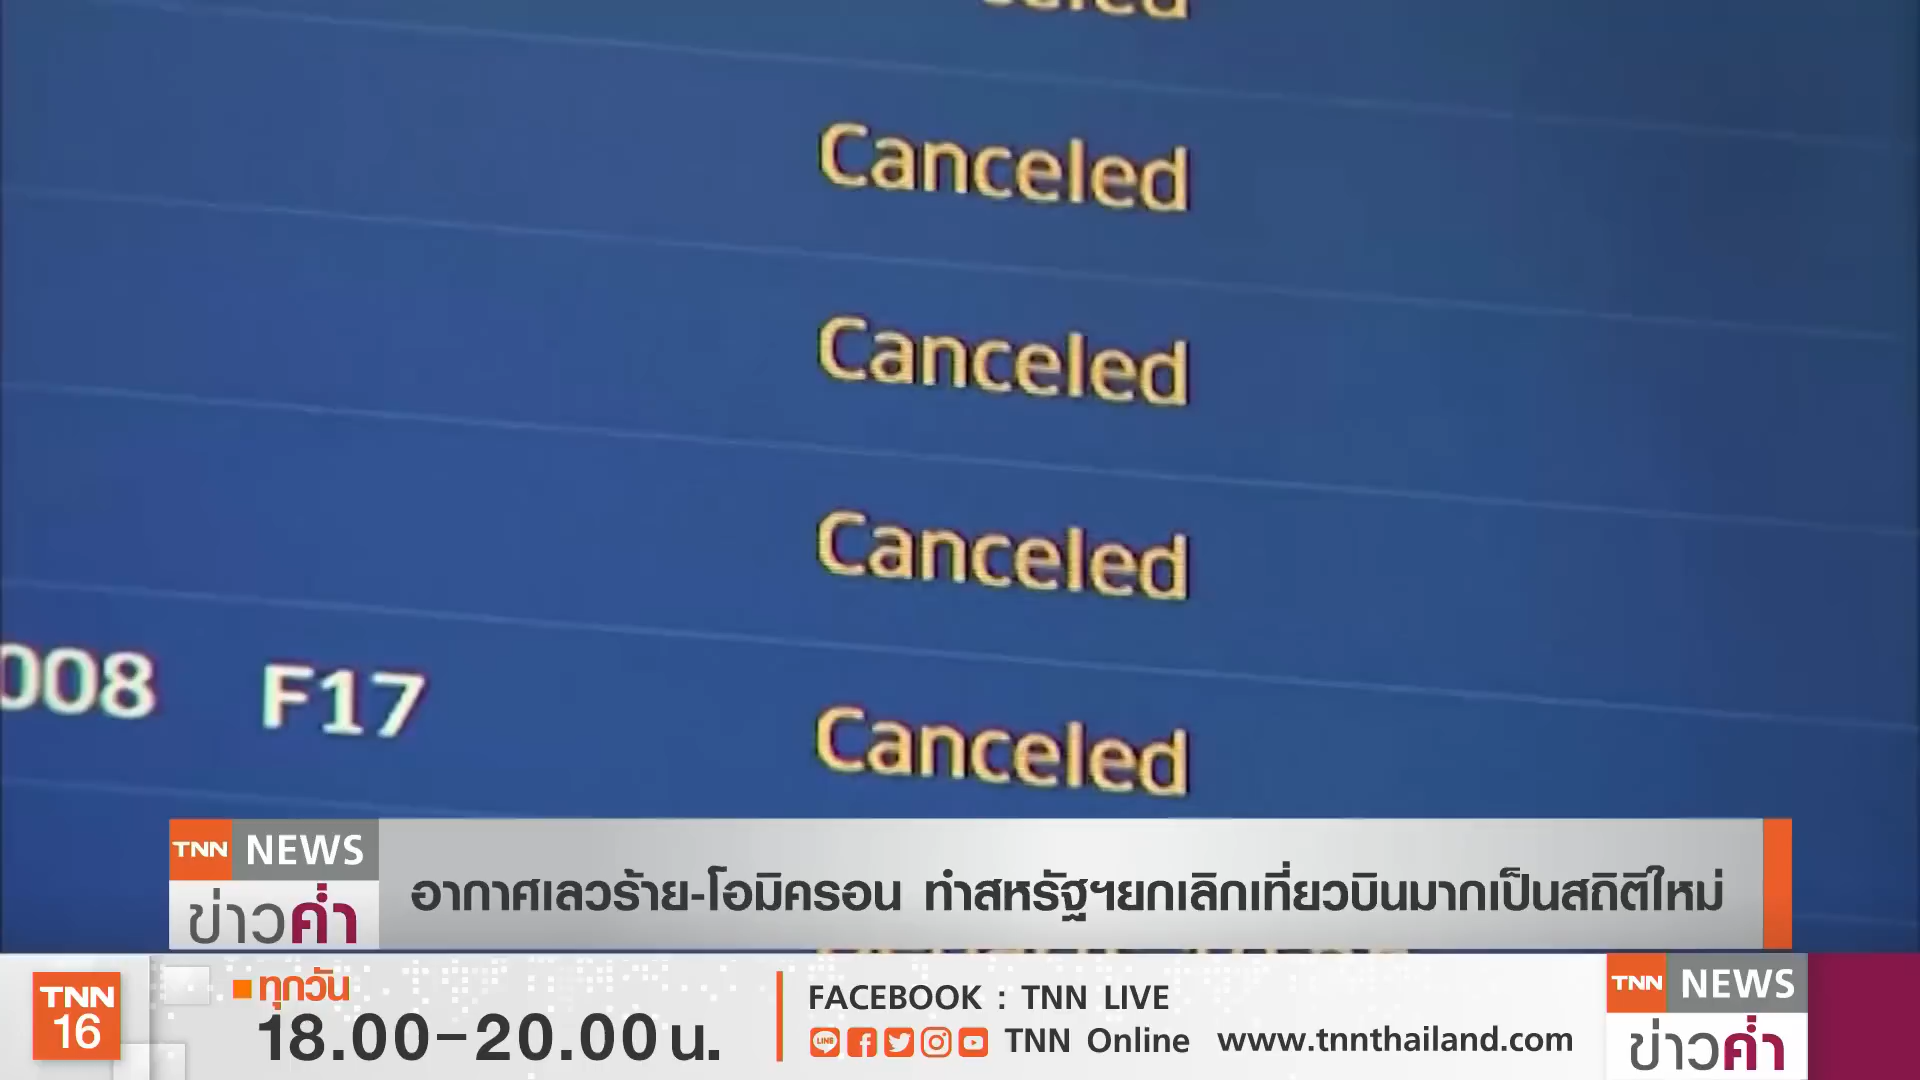 Canceled
Canceled
Canceled
008 F17 Canceled
TNN NEWS
ข่าวค่ำ
อากาศเลวร้าย-โอมิครอน ทำสหรัฐฯยกเลิกเที่ยวบินมากเป็นสถิติใหม่
TNN
16
ทุกวัน
18.00-20.00 น.
FACEBOOK : TNN LIVE
LINE TNN Online www.tnnthailand.com
TNN NEWS
ข่าวค่ำ